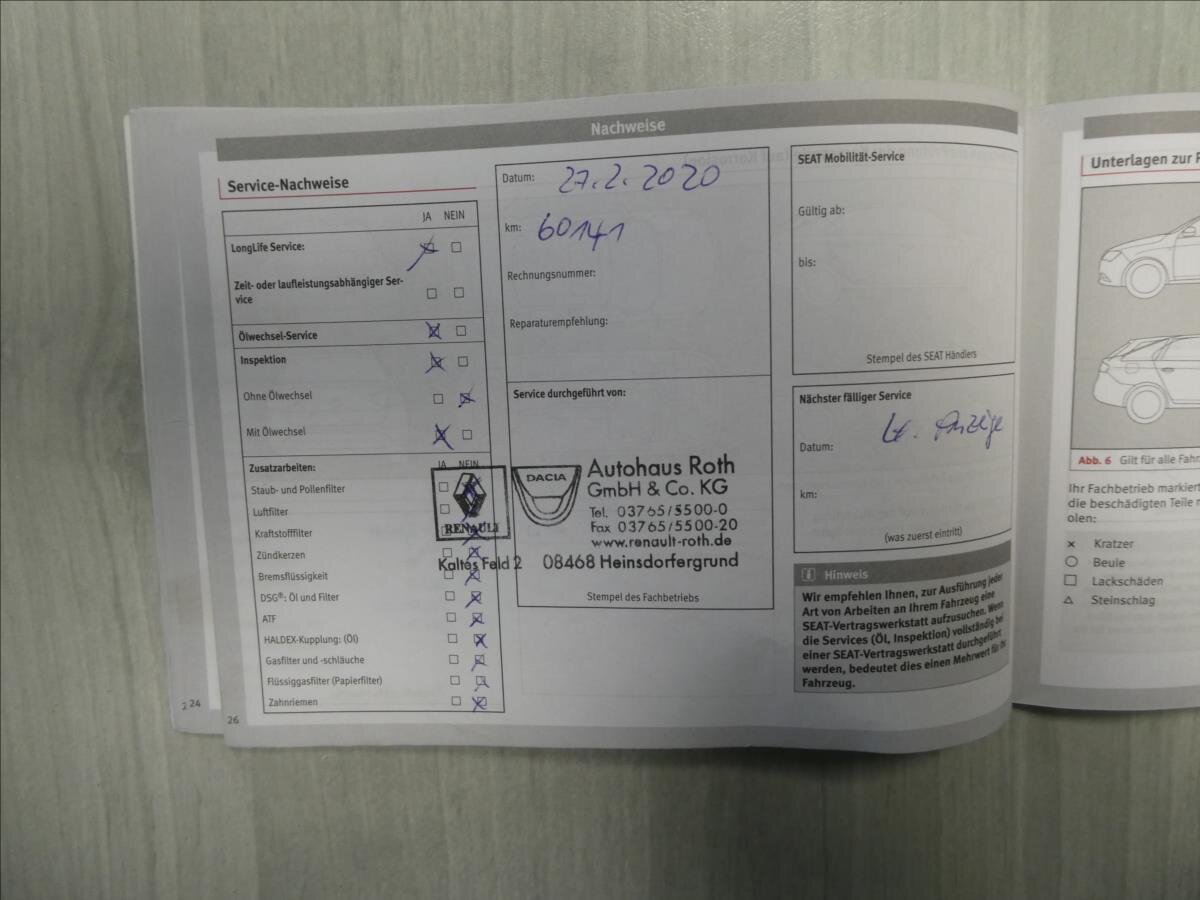 Nachweise
Service-Nachweise
JA NEIN
LongLife Service:
Zeit- oder laufleistungsabhängiger Ser-
vice
Ölwechsel-Service
Inspektion
Ohne Ölwechsel
Mit Ölwechsel
Zusatzarbeiten: JA NEIN
Staub- und Pollenfilter
Luftfilter
Kraftstofffilter
Zündkerzen
Bremsflüssigkeit
DSG®: Öl und Filter
ATF
HALDEX-Kupplung: (Öl)
Gasfilter und -schläuche
Flüssiggasfilter (Papierfilter)
Zahnriemen
24
26
Datum: 27.2.2020
km: 60141
Rechnungsnummer:
Reparaturempfehlung:
Service durchgeführt von:
RENAULT
DACIA
Autohaus Roth
GmbH & Co. KG
Tel. 03765/5500-0
Fax 03765/5500-20
www.renault-roth.de
Kaltes Feld 2 08468 Heinsdorfergrund
Stempel des Fachbetriebs
SEAT Mobilität-Service
Gültig ab:
bis:
Stempel des SEAT Händlers
Nächster fälliger Service
Lt. Anzeige
Datum:
km:
(was zuerst eintritt)
Hinweis
Wir empfehlen Ihnen, zur Ausführung jeder
Art von Arbeiten an Ihrem Fahrzeug eine
SEAT-Vertragswerkstatt aufzusuchen. Wenn
die Services (Öl, Inspektion) vollständig bei
einer SEAT-Vertragswerkstatt durchgeführt
werden, bedeutet dies einen Mehrwert für Ihr
Fahrzeug.
Unterlagen zur
Abb. 6 Gilt für alle Fahr
Ihr Fachbetrieb markiert
die beschädigten Teile
olen:
Kratzer
Beule
Lackschäden
Steinschlag